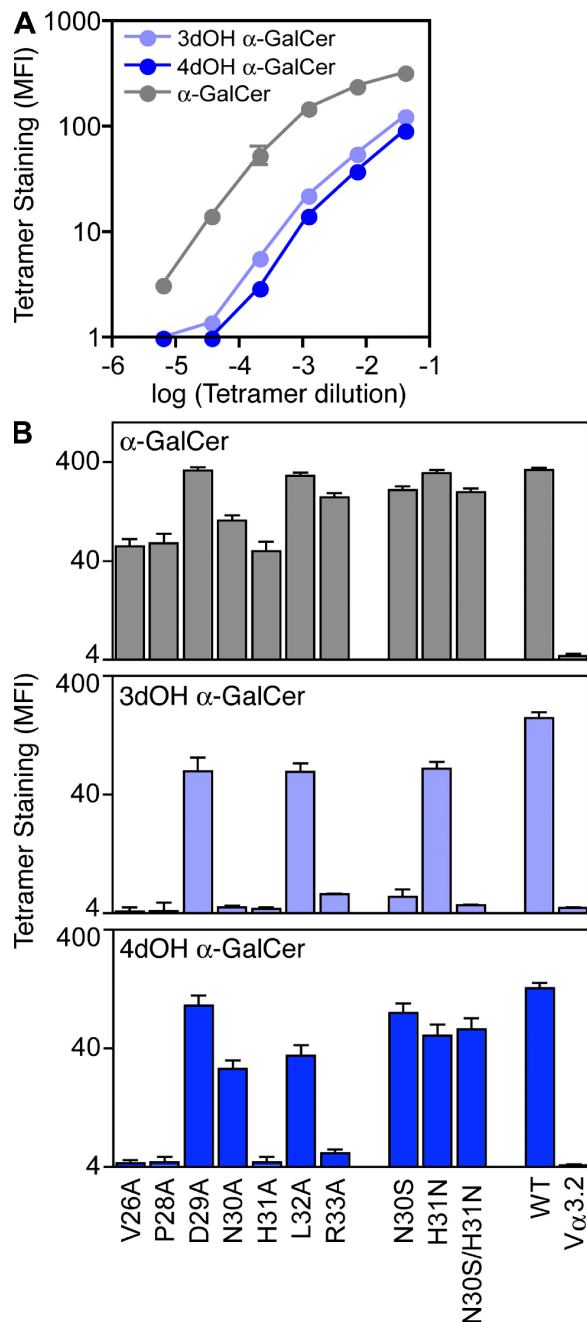 A
Tetramer Staining (MFI)
1000
100
10
1
3dOH α-GalCer
4dOH α-GalCer
α-GalCer
-6 -5 -4 -3 -2 -1
log (Tetramer dilution)
B
Tetramer Staining (MFI)
α-GalCer
400
40
4
3dOH α-GalCer
400
40
4
4dOH α-GalCer
400
40
4
V26A
P28A
D29A
N30A
H31A
L32A
R33A
N30S
H31N
N30S/H31N
WT
Vα3.2